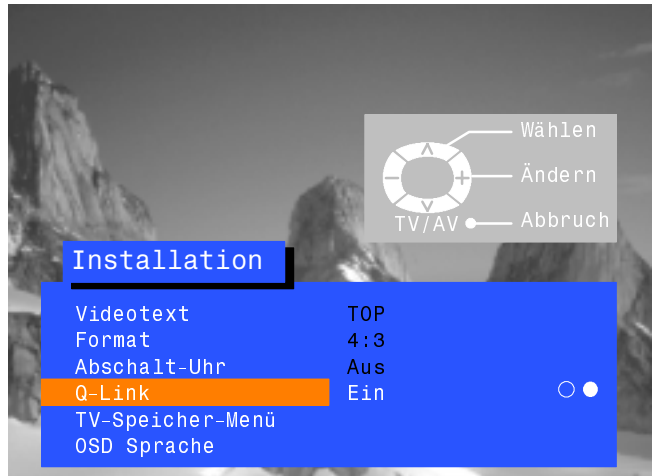 Wählen
Ändern
TV/AV Abbruch
Installation
Videotext TOP
Format 4:3
Abschalt-Uhr Aus
Q-Link Ein
TV-Speicher-Menü
OSD Sprache